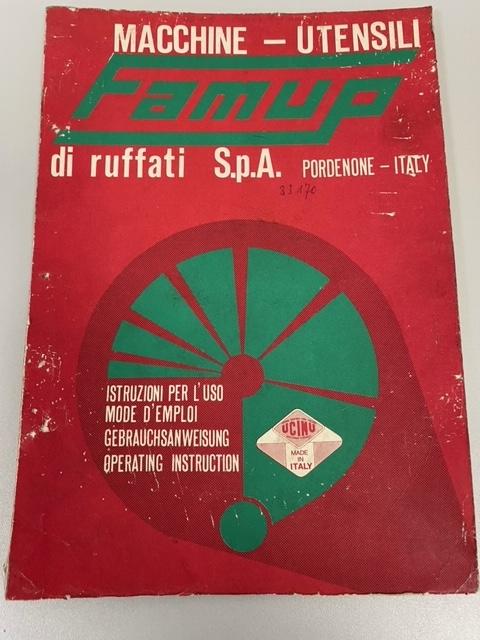 MACCHINE – UTENSILI
Famup
di ruffati S.p.A. PORDENONE – ITALY
33170
ISTRUZIONI PER L'USO
MODE D'EMPLOI
GEBRAUCHSANWEISUNG
OPERATING INSTRUCTION
UCIMU
MADE
IN
ITALY